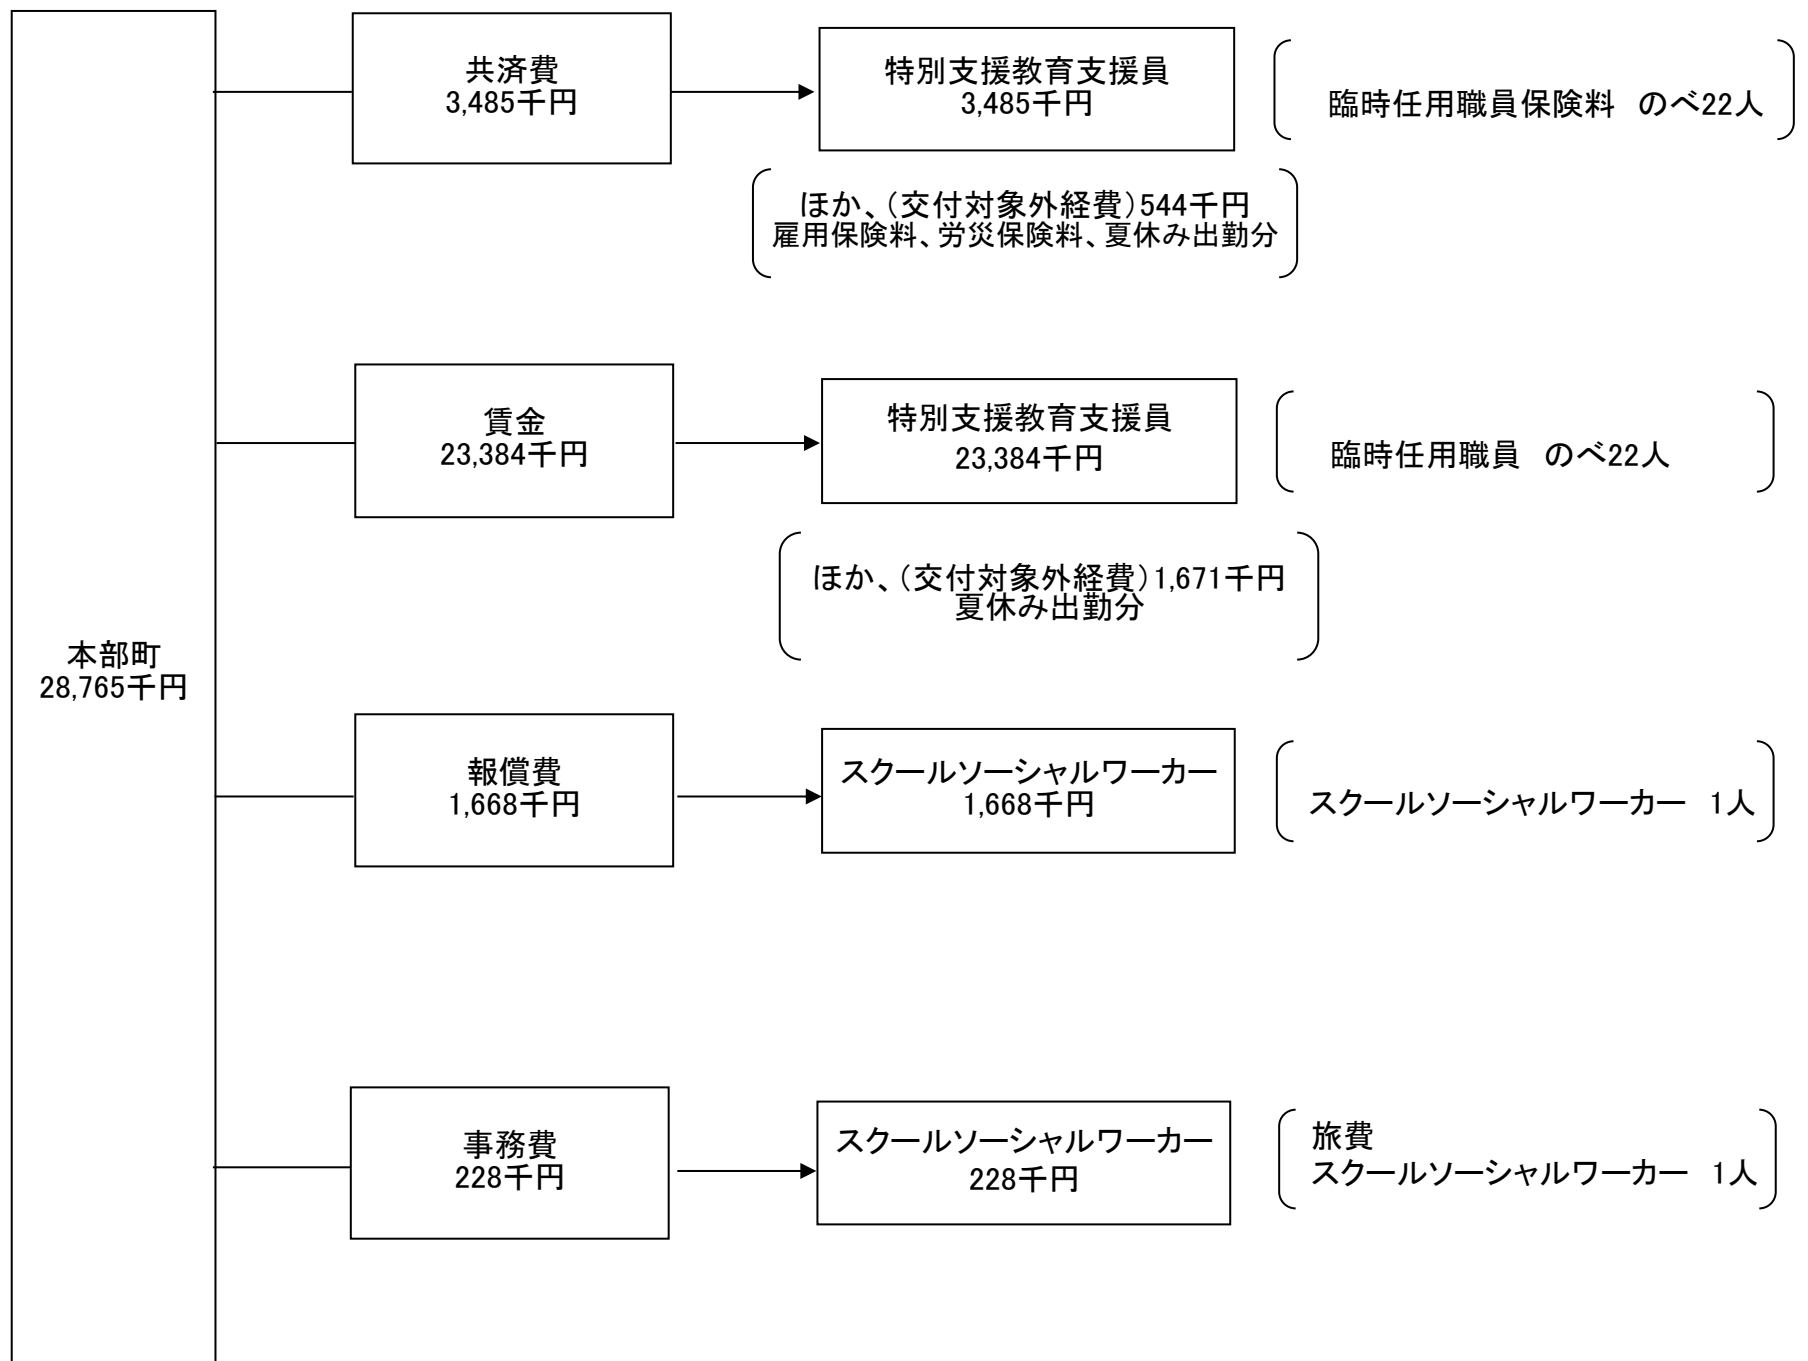 本部町
28,765千円
共済費
3,485千円
特別支援教育支援員
3,485千円
臨時任用職員保険料　のべ22人
ほか、（交付対象外経費）544千円
雇用保険料、労災保険料、夏休み出勤分
賃金
23,384千円
特別支援教育支援員
23,384千円
臨時任用職員　のべ22人
ほか、（交付対象外経費）1,671千円
夏休み出勤分
報償費
1,668千円
スクールソーシャルワーカー
1,668千円
スクールソーシャルワーカー　1人
事務費
228千円
スクールソーシャルワーカー
228千円
旅費
スクールソーシャルワーカー　1人